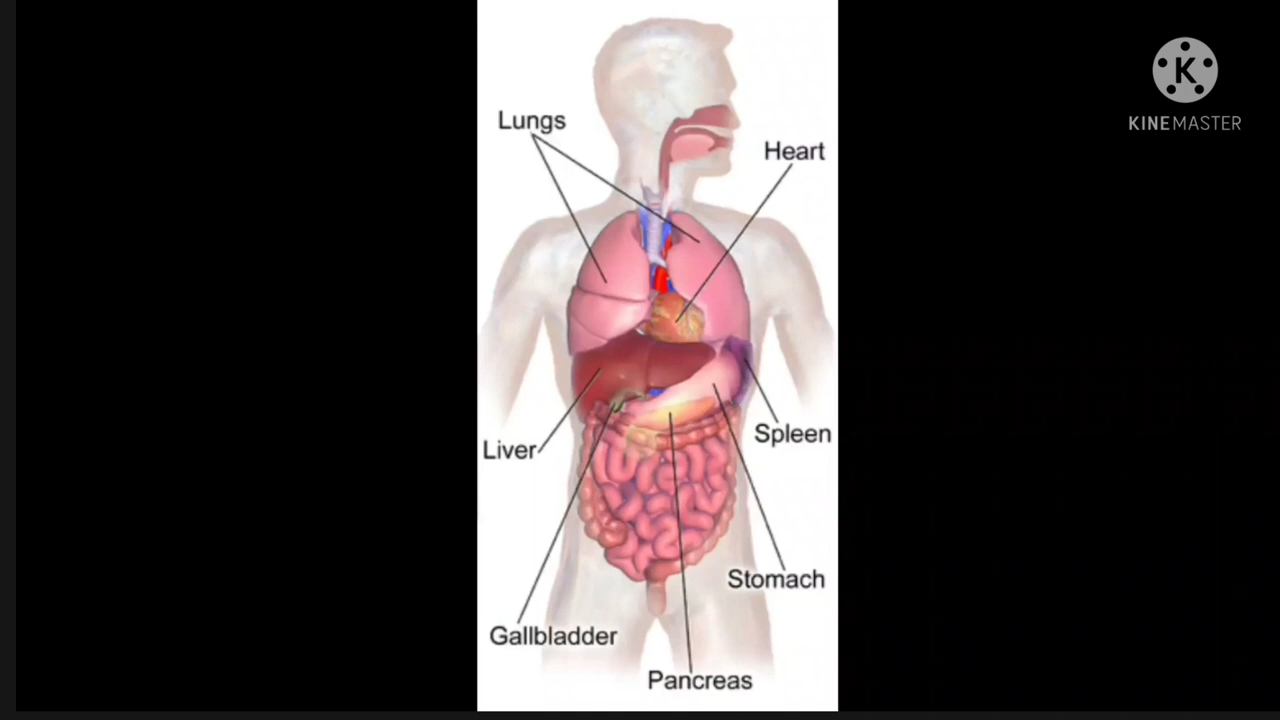 Lungs
Heart
Liver
Spleen
Stomach
Gallbladder
Pancreas
K
KINEMASTER